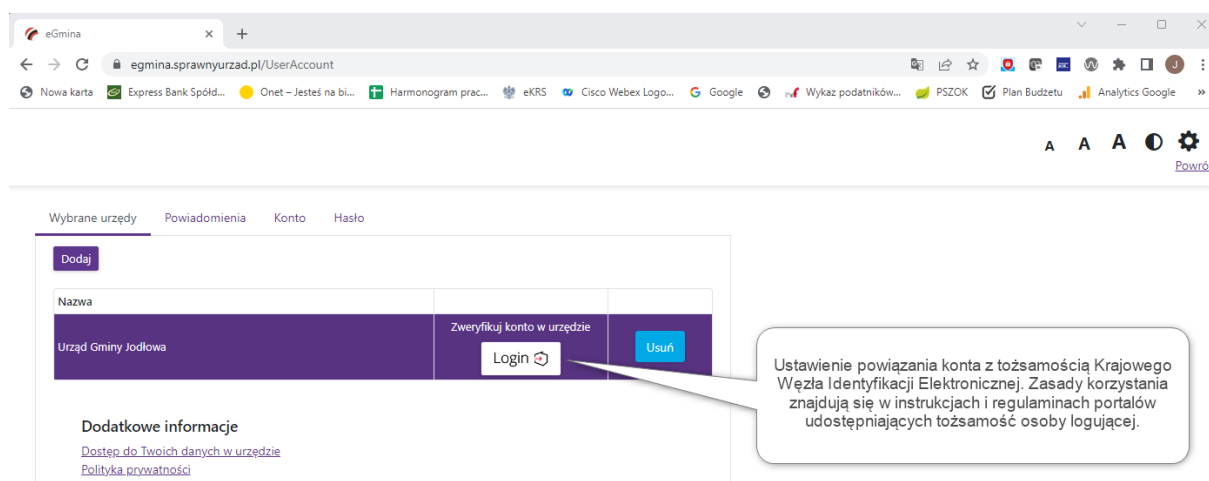 eGmina
egmina.sprawnyurzad.pl/UserAccount
Nowa karta Express Bank Spółd... Onet – Jesteś na bi... Harmonogram prac... eKRS Cisco Webex Logo... Google Wykaz podatników... PSZOK Plan Budżetu Analytics Google »
A A A
Powró
Wybrane urzędy Powiadomienia Konto Hasło
Dodaj
Nazwa
Zweryfikuj konto w urzędzie
Urząd Gminy Jodłowa Login Usuń
Ustawienie powiązania konta z tożsamością Krajowego
Węzła Identyfikacji Elektronicznej. Zasady korzystania
znajdują się w instrukcjach i regulaminach portalów
udostępniających tożsamość osoby logującej.
Dodatkowe informacje
Dostęp do Twoich danych w urzędzie
Polityka prywatności